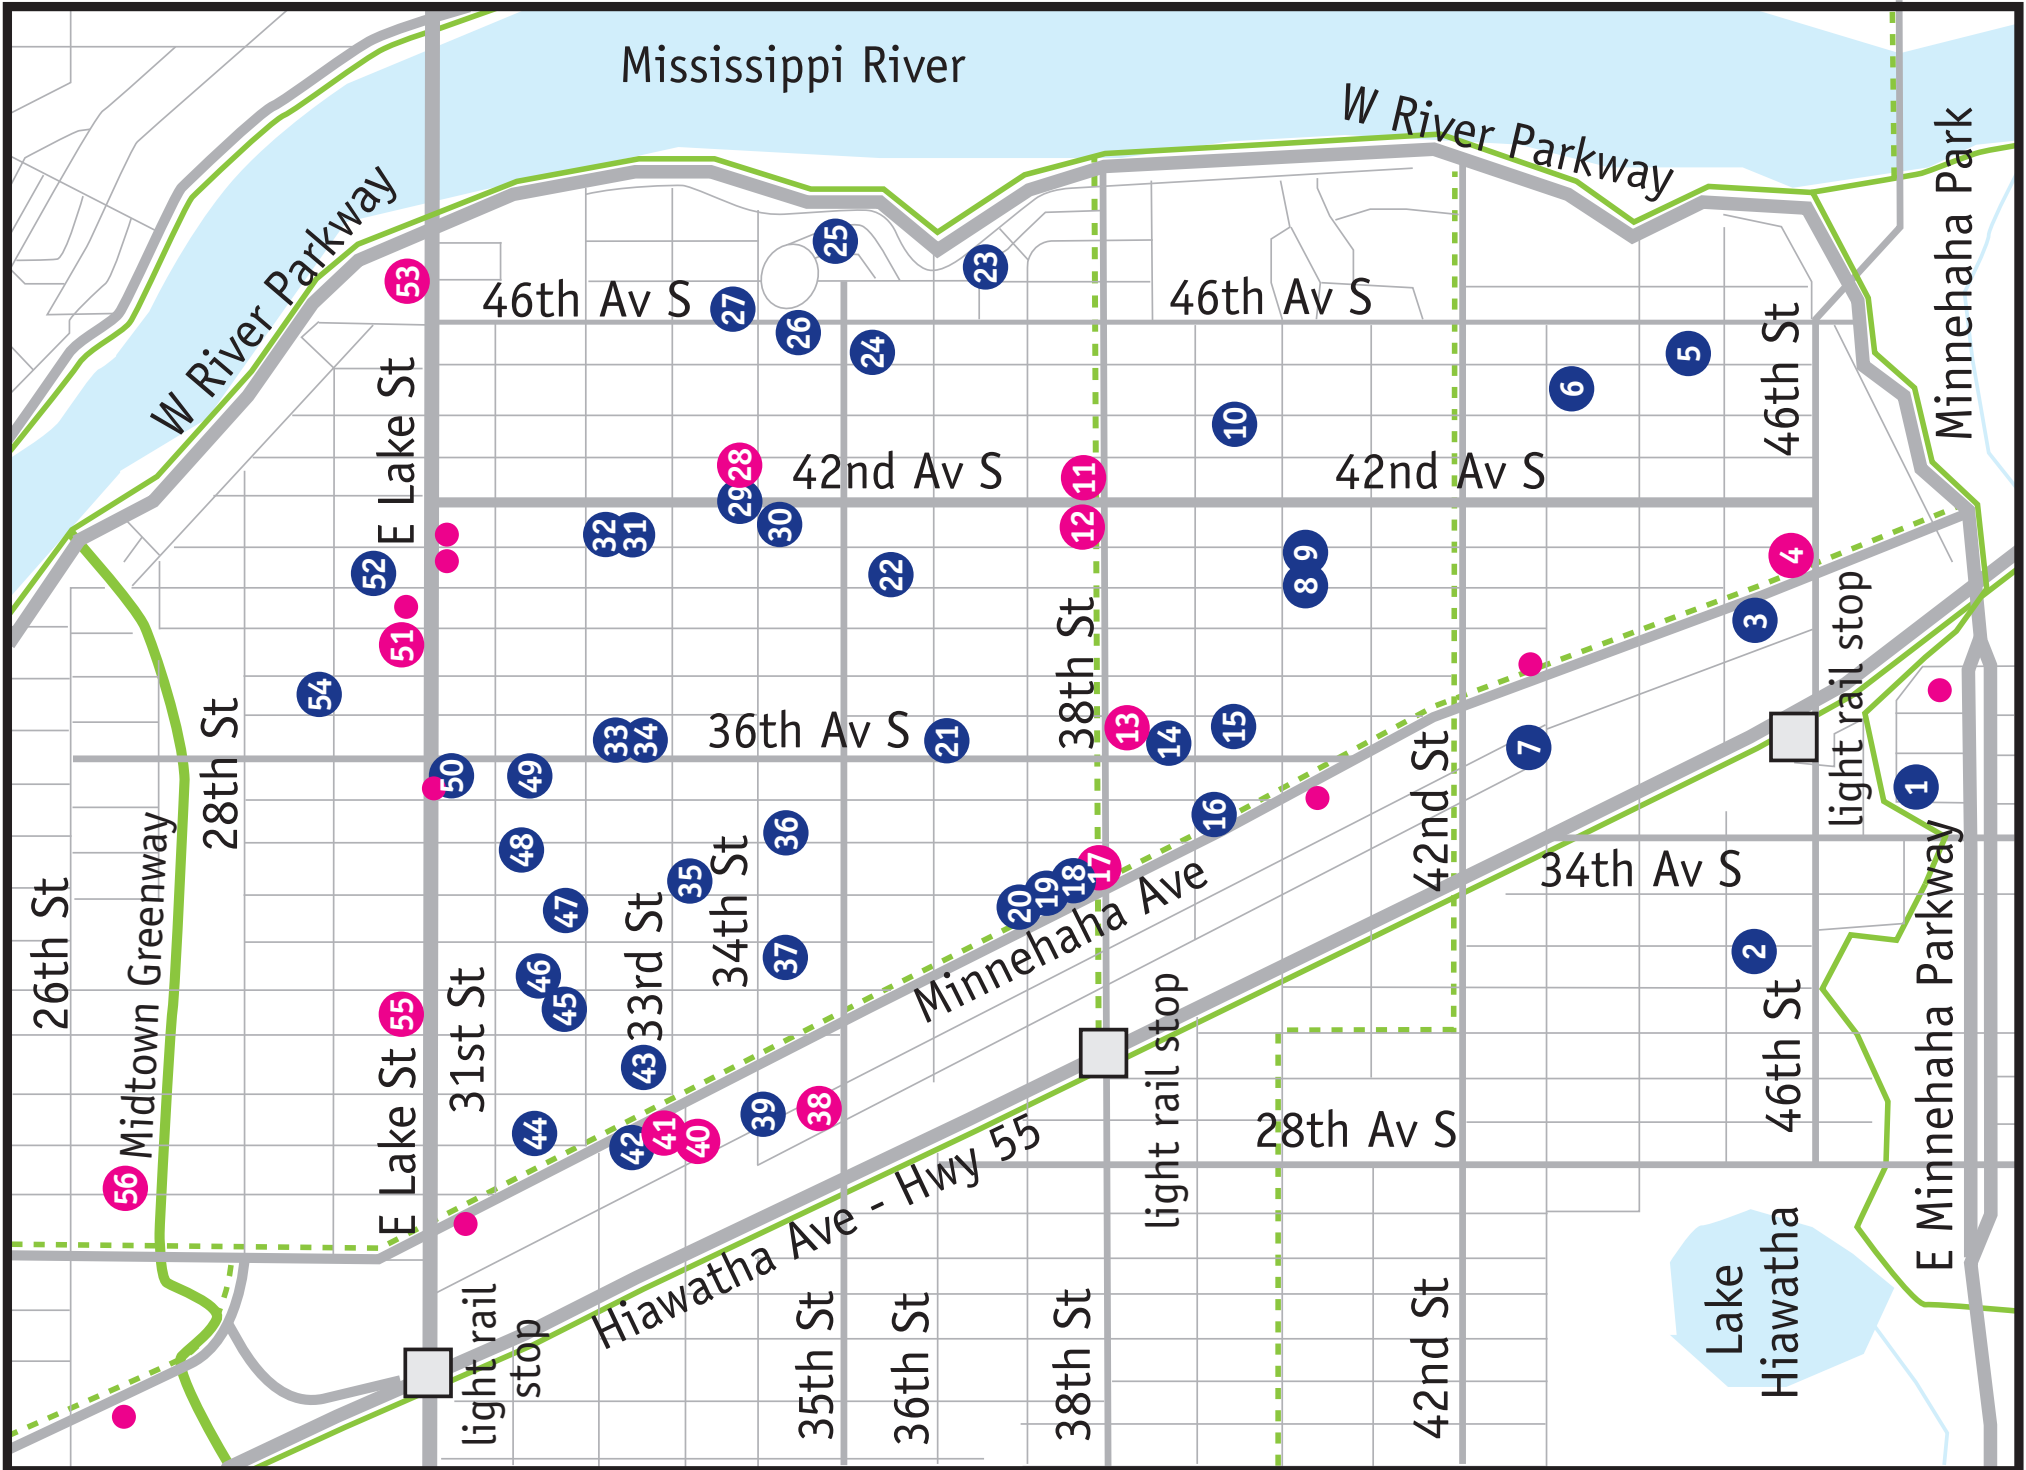 Mississippi River
W River Parkway
W River Parkway
Minnehaha Park
25
23
53
46th Av S
27
46th Av S
26
24
5
6
46th St
E Lake St
10
28
42nd Av S
11
42nd Av S
29
30
12
32
31
9
4
52
22
8
3
51
38th St
light rail stop
54
28th St
33
34
36th Av S
21
13
14
15
42nd St
7
50
49
1
16
48
36
34th St
35
17
18
19
20
34th Av S
26th St
Midtown Greenway
47
33rd St
37
Minnehaha Ave
2
46
45
55
31st St
43
E Lake St
light rail stop
46th St
E Minnehaha Parkway
39
38
44
42
41
40
28th Av S
56
Hiawatha Ave - Hwy 55
light rail
stop
35th St
36th St
38th St
42nd St
Lake
Hiawatha